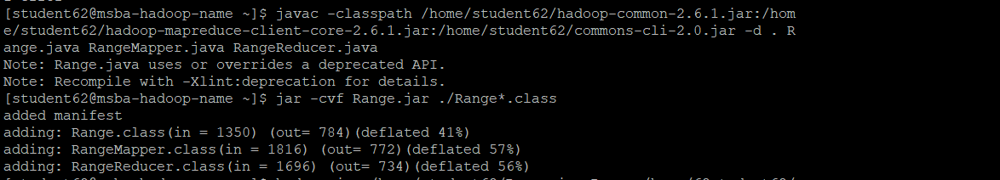 [student62@msba-hadoop-name ~]$ javac -classpath /home/student62/hadoop-common-2.6.1.jar:/hom
e/student62/hadoop-mapreduce-client-core-2.6.1.jar:/home/student62/commons-cli-2.0.jar -d . R
ange.java RangeMapper.java RangeReducer.java
Note: Range.java uses or overrides a deprecated API.
Note: Recompile with -Xlint:deprecation for details.
[student62@msba-hadoop-name ~]$ jar -cvf Range.jar ./Range*.class
added manifest
adding: Range.class(in = 1350) (out= 784)(deflated 41%)
adding: RangeMapper.class(in = 1816) (out= 772)(deflated 57%)
adding: RangeReducer.class(in = 1696) (out= 734)(deflated 56%)